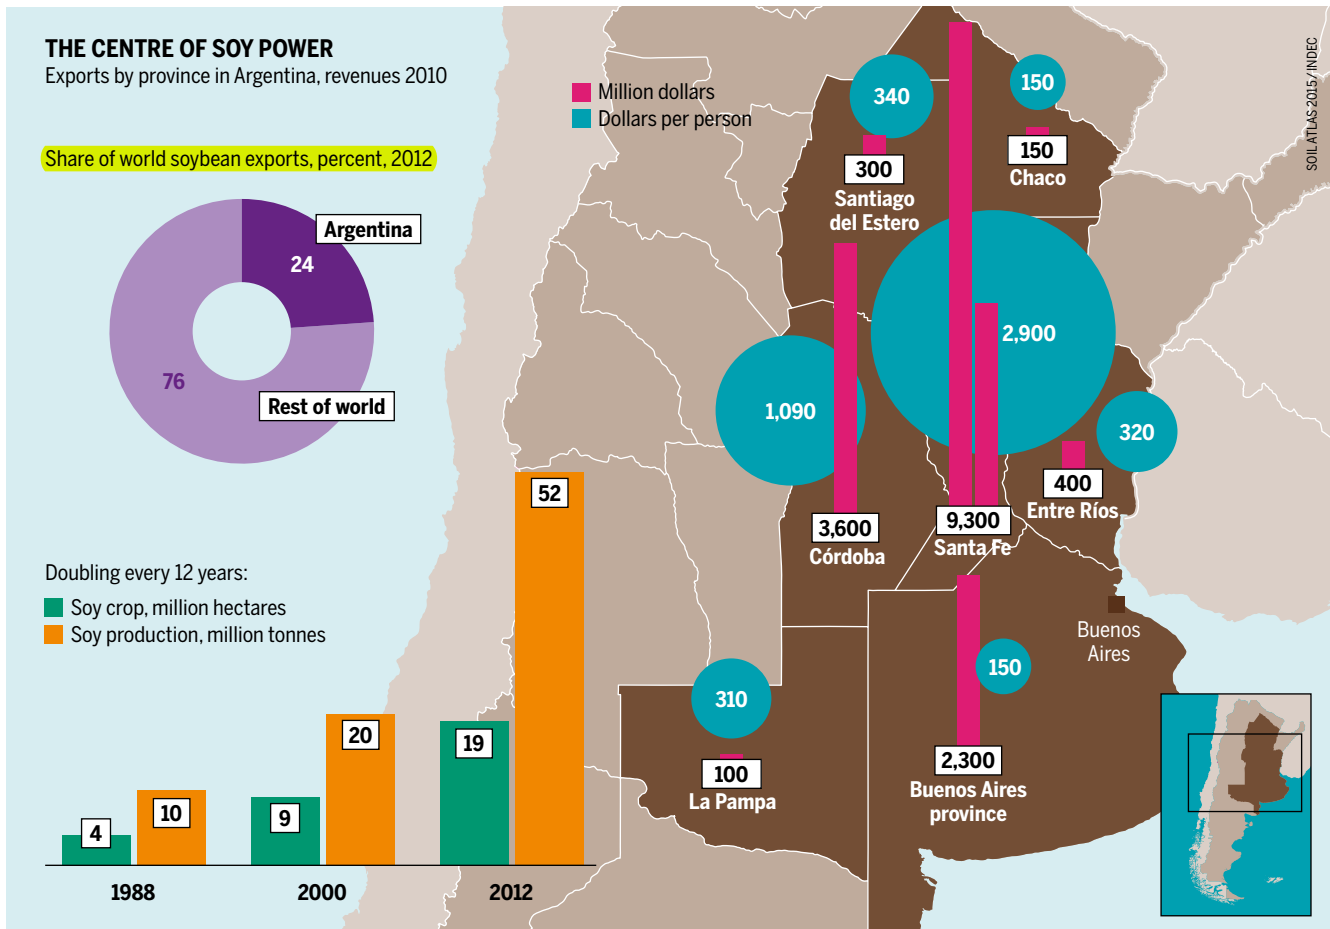 THE CENTRE OF SOY POWER
Exports by province in Argentina, revenues 2010
Share of world soybean exports, percent, 2012
Argentina
24
76
Rest of world
Doubling every 12 years:
Soy crop, million hectares
Soy production, million tonnes
4
10
9
20
19
52
1988
2000
2012
Million dollars
Dollars per person
340
300
Santiago
del Estero
150
150
Chaco
2,900
9,300
Santa Fe
1,090
3,600
Córdoba
320
400
Entre Ríos
310
100
La Pampa
150
2,300
Buenos Aires
province
Buenos
Aires
SOIL ATLAS 2015 / INDEC